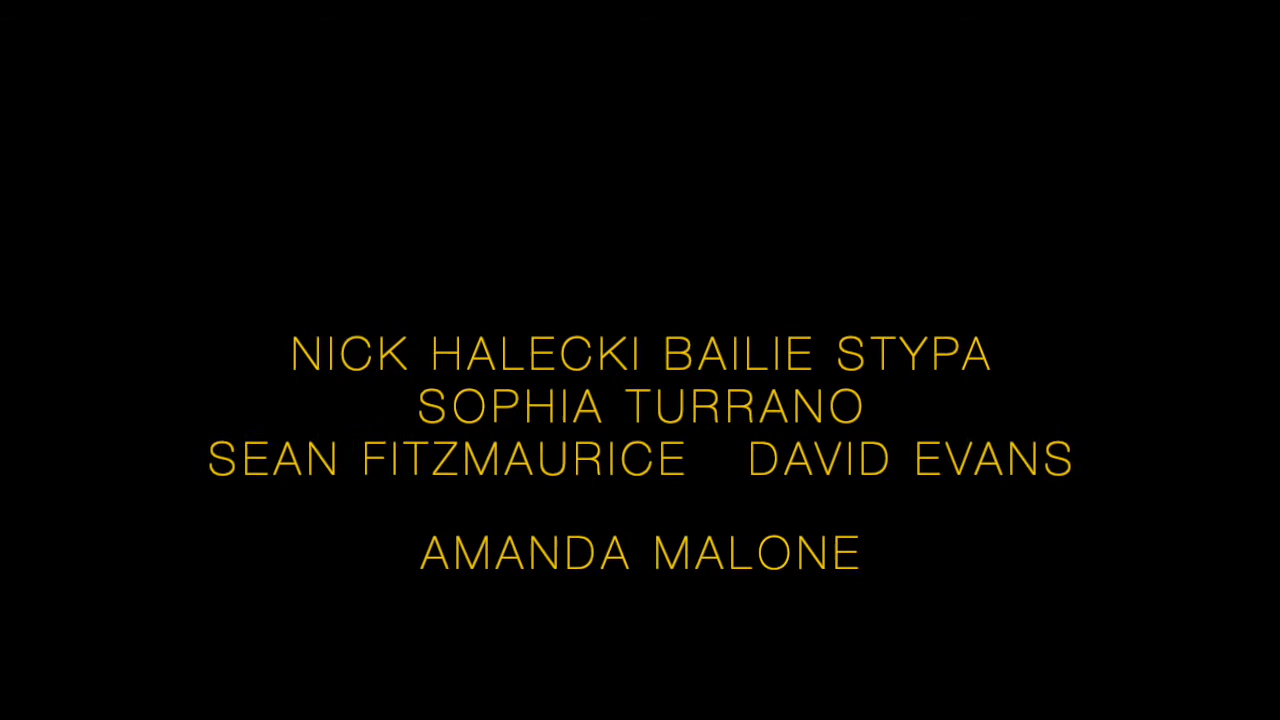 NICK HALECKI BAILIE STYPA
SOPHIA TURRANO
SEAN FITZMAURICE DAVID EVANS
AMANDA MALONE